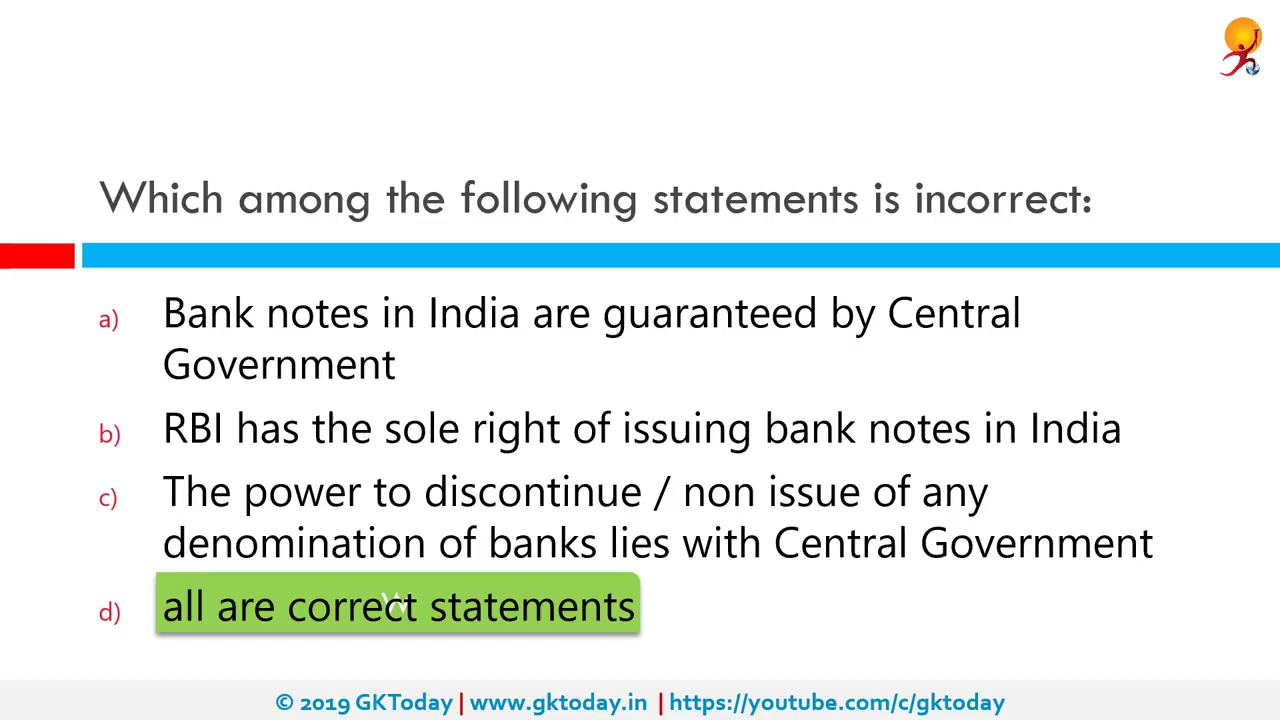 Which among the following statements is incorrect:
a) Bank notes in India are guaranteed by Central
Government
b) RBI has the sole right of issuing bank notes in India
c) The power to discontinue / non issue of any
denomination of banks lies with Central Government
d) all are correct statements
© 2019 GKToday | www.gktoday.in | https://youtube.com/c/gktoday